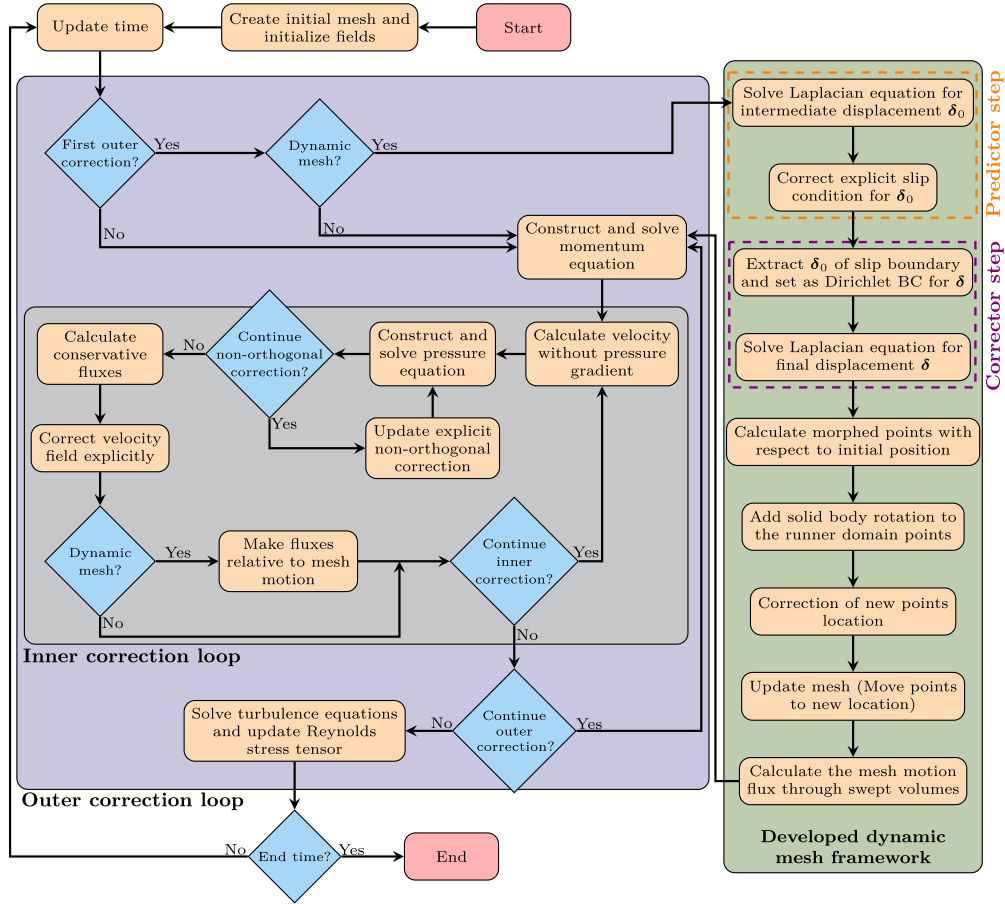 Update time
Create initial mesh and
initialize fields
Start
First outer
correction?
Yes
No
Dynamic
mesh?
Yes
No
Construct and solve
momentum
equation
Calculate
conservative
fluxes
No
Continue
non-orthogonal
correction?
Yes
Construct and
solve pressure
equation
Calculate velocity
without pressure
gradient
Correct velocity
field explicitly
Update explicit
non-orthogonal
correction
Dynamic
mesh?
Yes
No
Make fluxes
relative to mesh
motion
Continue
inner
correction?
Yes
No
Inner correction loop
Solve turbulence equations
and update Reynolds
stress tensor
No
Continue
outer
correction?
Yes
Outer correction loop
No
End time?
Yes
End
Solve Laplacian equation for
intermediate displacement δ₀
Correct explicit slip
condition for δ₀
Predictor step
Extract δ₀ of slip boundary
and set as Dirichlet BC for δ
Solve Laplacian equation for
final displacement δ
Corrector step
Calculate morphed points with
respect to initial position
Add solid body rotation to
the runner domain points
Correction of new points
location
Update mesh (Move points
to new location)
Calculate the mesh motion
flux through swept volumes
Developed dynamic
mesh framework